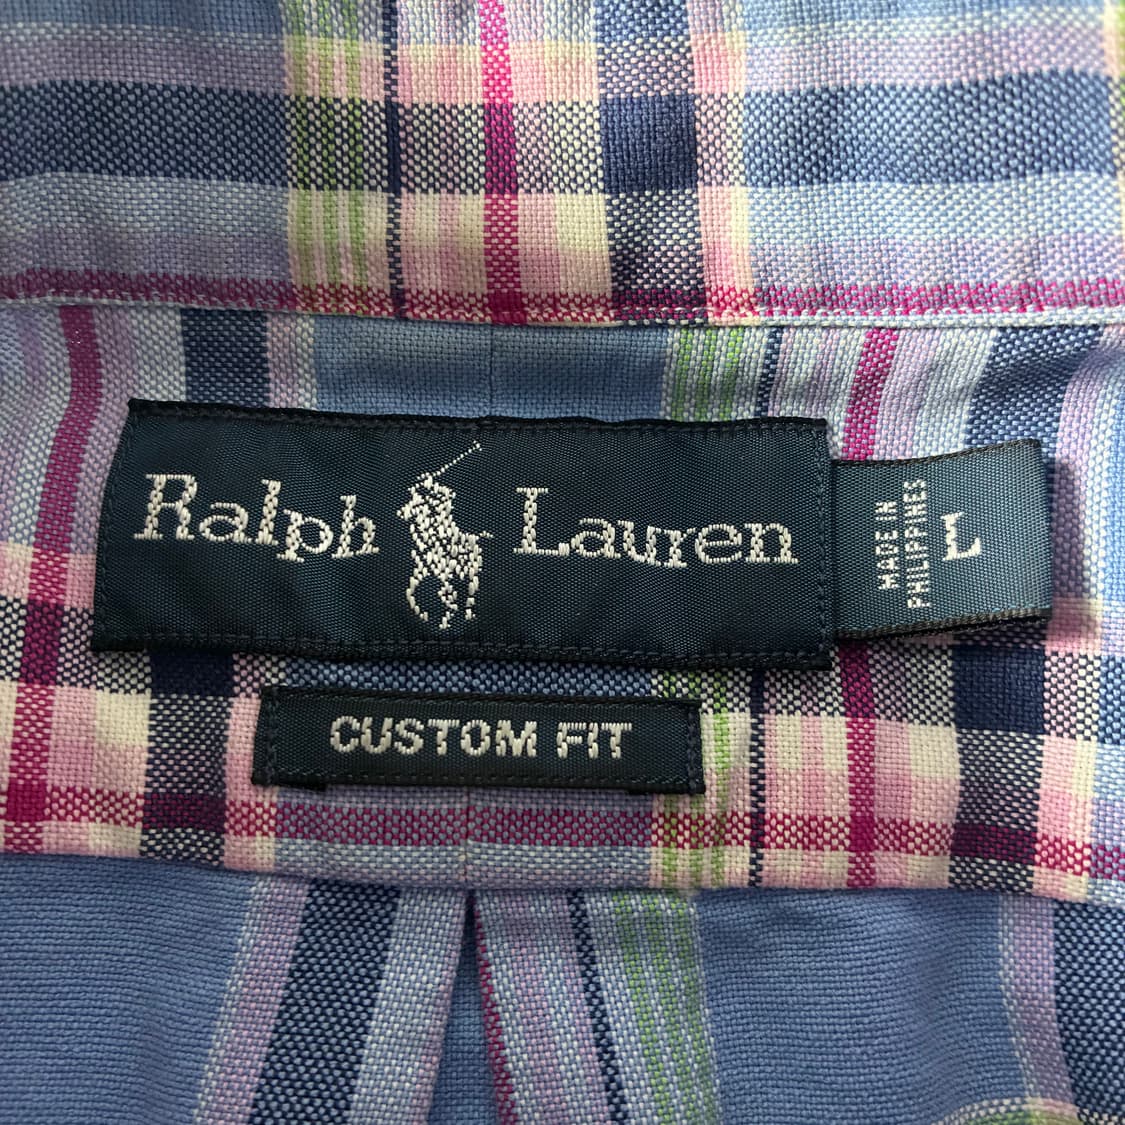 Ralph Lauren
MADE IN
PHILIPPINES
L
CUSTOM FIT